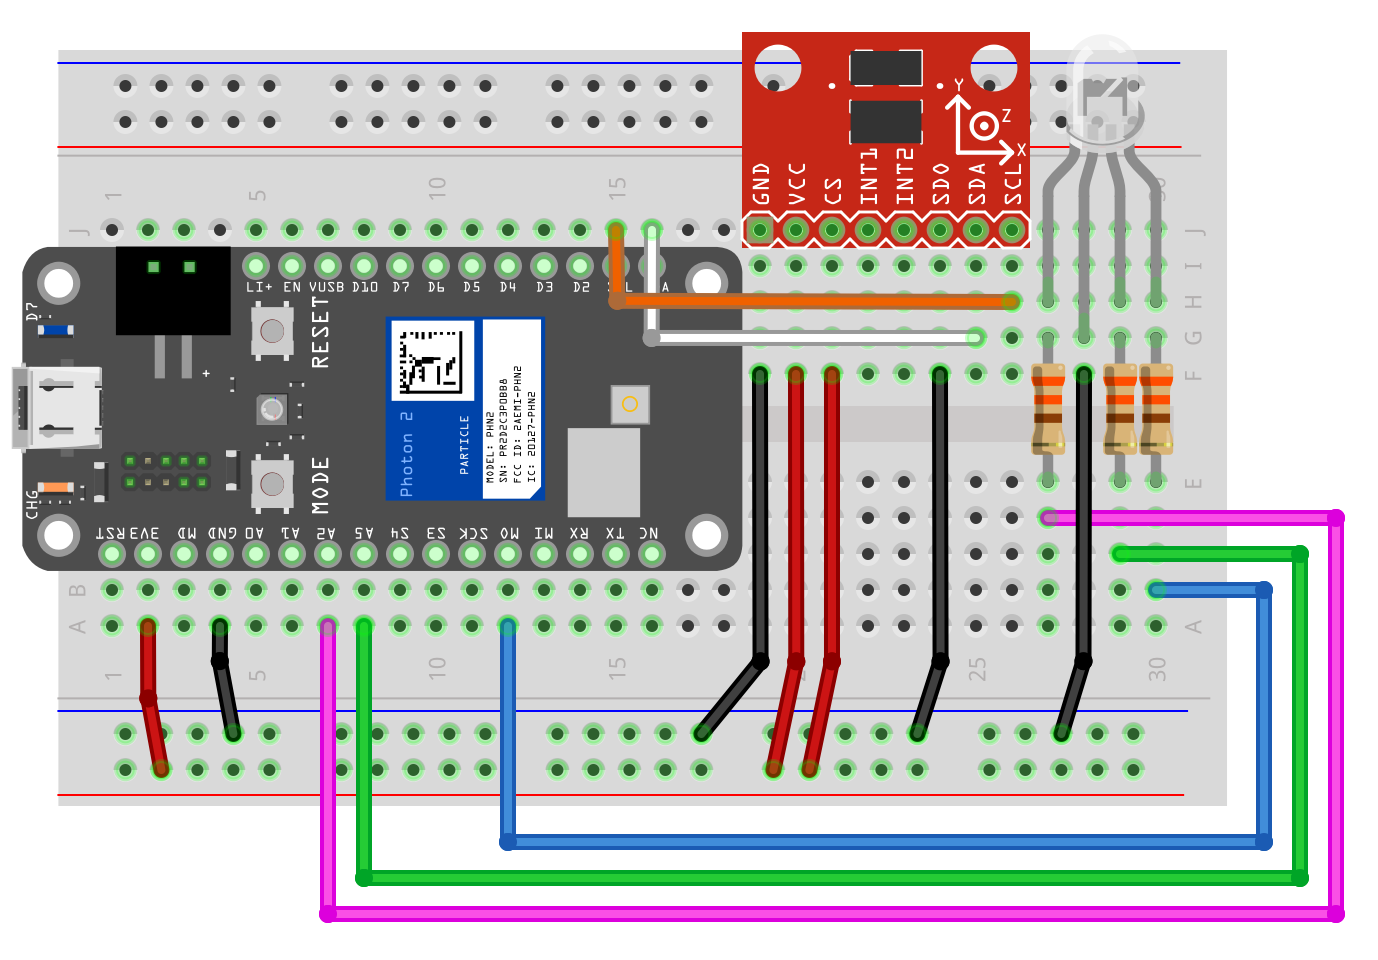 GND VCC CS INT1 INT2 SDO SDA SCL
Y
Z
X
1 5 10 15 30
J J
I
H
G
F
LI+ EN VUSB D10 D7 D6 D5 D4 D3 D2
A
D7
RESET
+
MODE
CHG
Photon 2
PARTICLE
MODEL: PHN2
SN: PR2D2C3POBB8
FCC ID: 2AEMI-PHN2
IC: 20127-PHN2
RST 3V3 MD GND A0 A1 A2 A5 S4 S3 SCK MO MI RX TX NC
E
B
A A
1 5 10 15 25 30